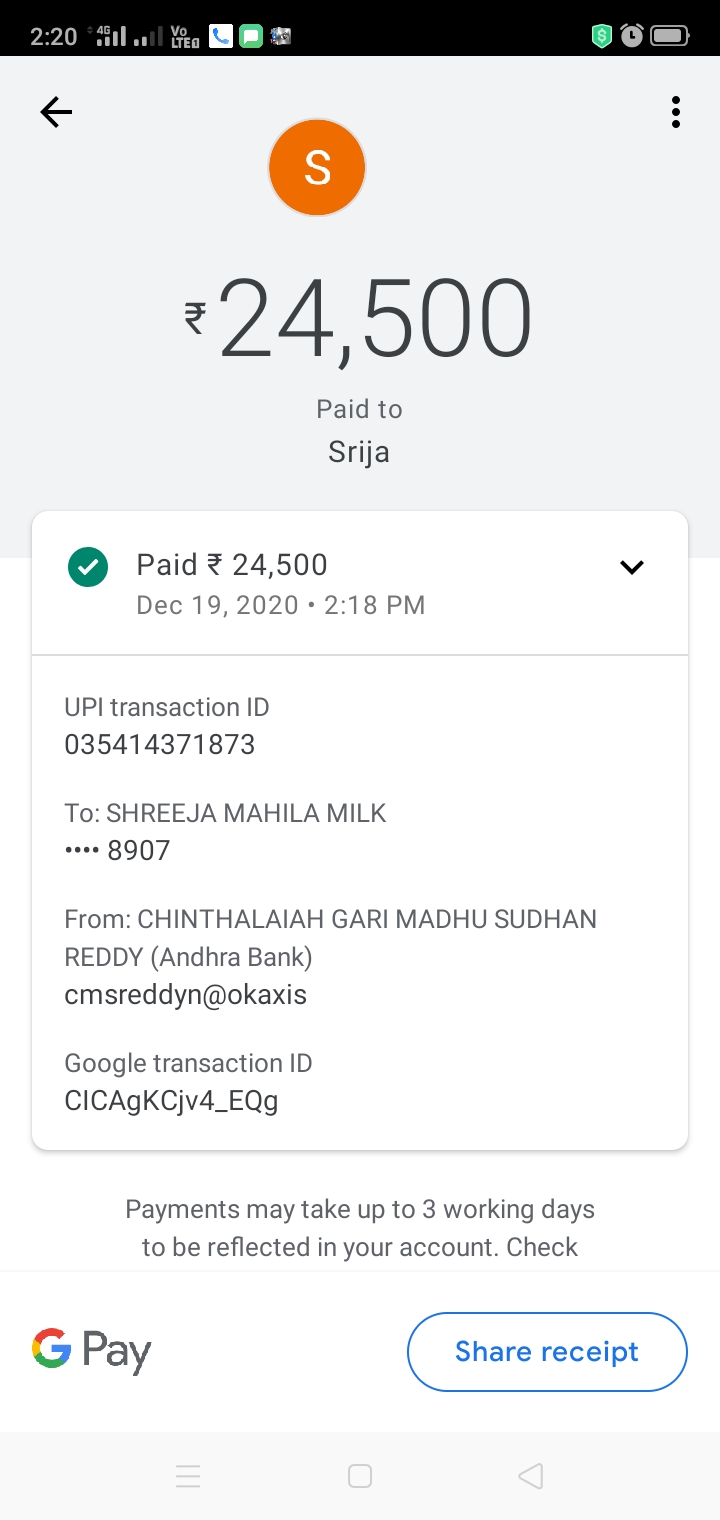 2:20 4G Vo LTE
S
₹24,500
Paid to
Srija
Paid ₹ 24,500
Dec 19, 2020 • 2:18 PM
UPI transaction ID
035414371873
To: SHREEJA MAHILA MILK
•••• 8907
From: CHINTHALAIAH GARI MADHU SUDHAN
REDDY (Andhra Bank)
cmsreddyn@okaxis
Google transaction ID
CICAgKCjv4_EQg
Payments may take up to 3 working days
to be reflected in your account. Check
G Pay
Share receipt